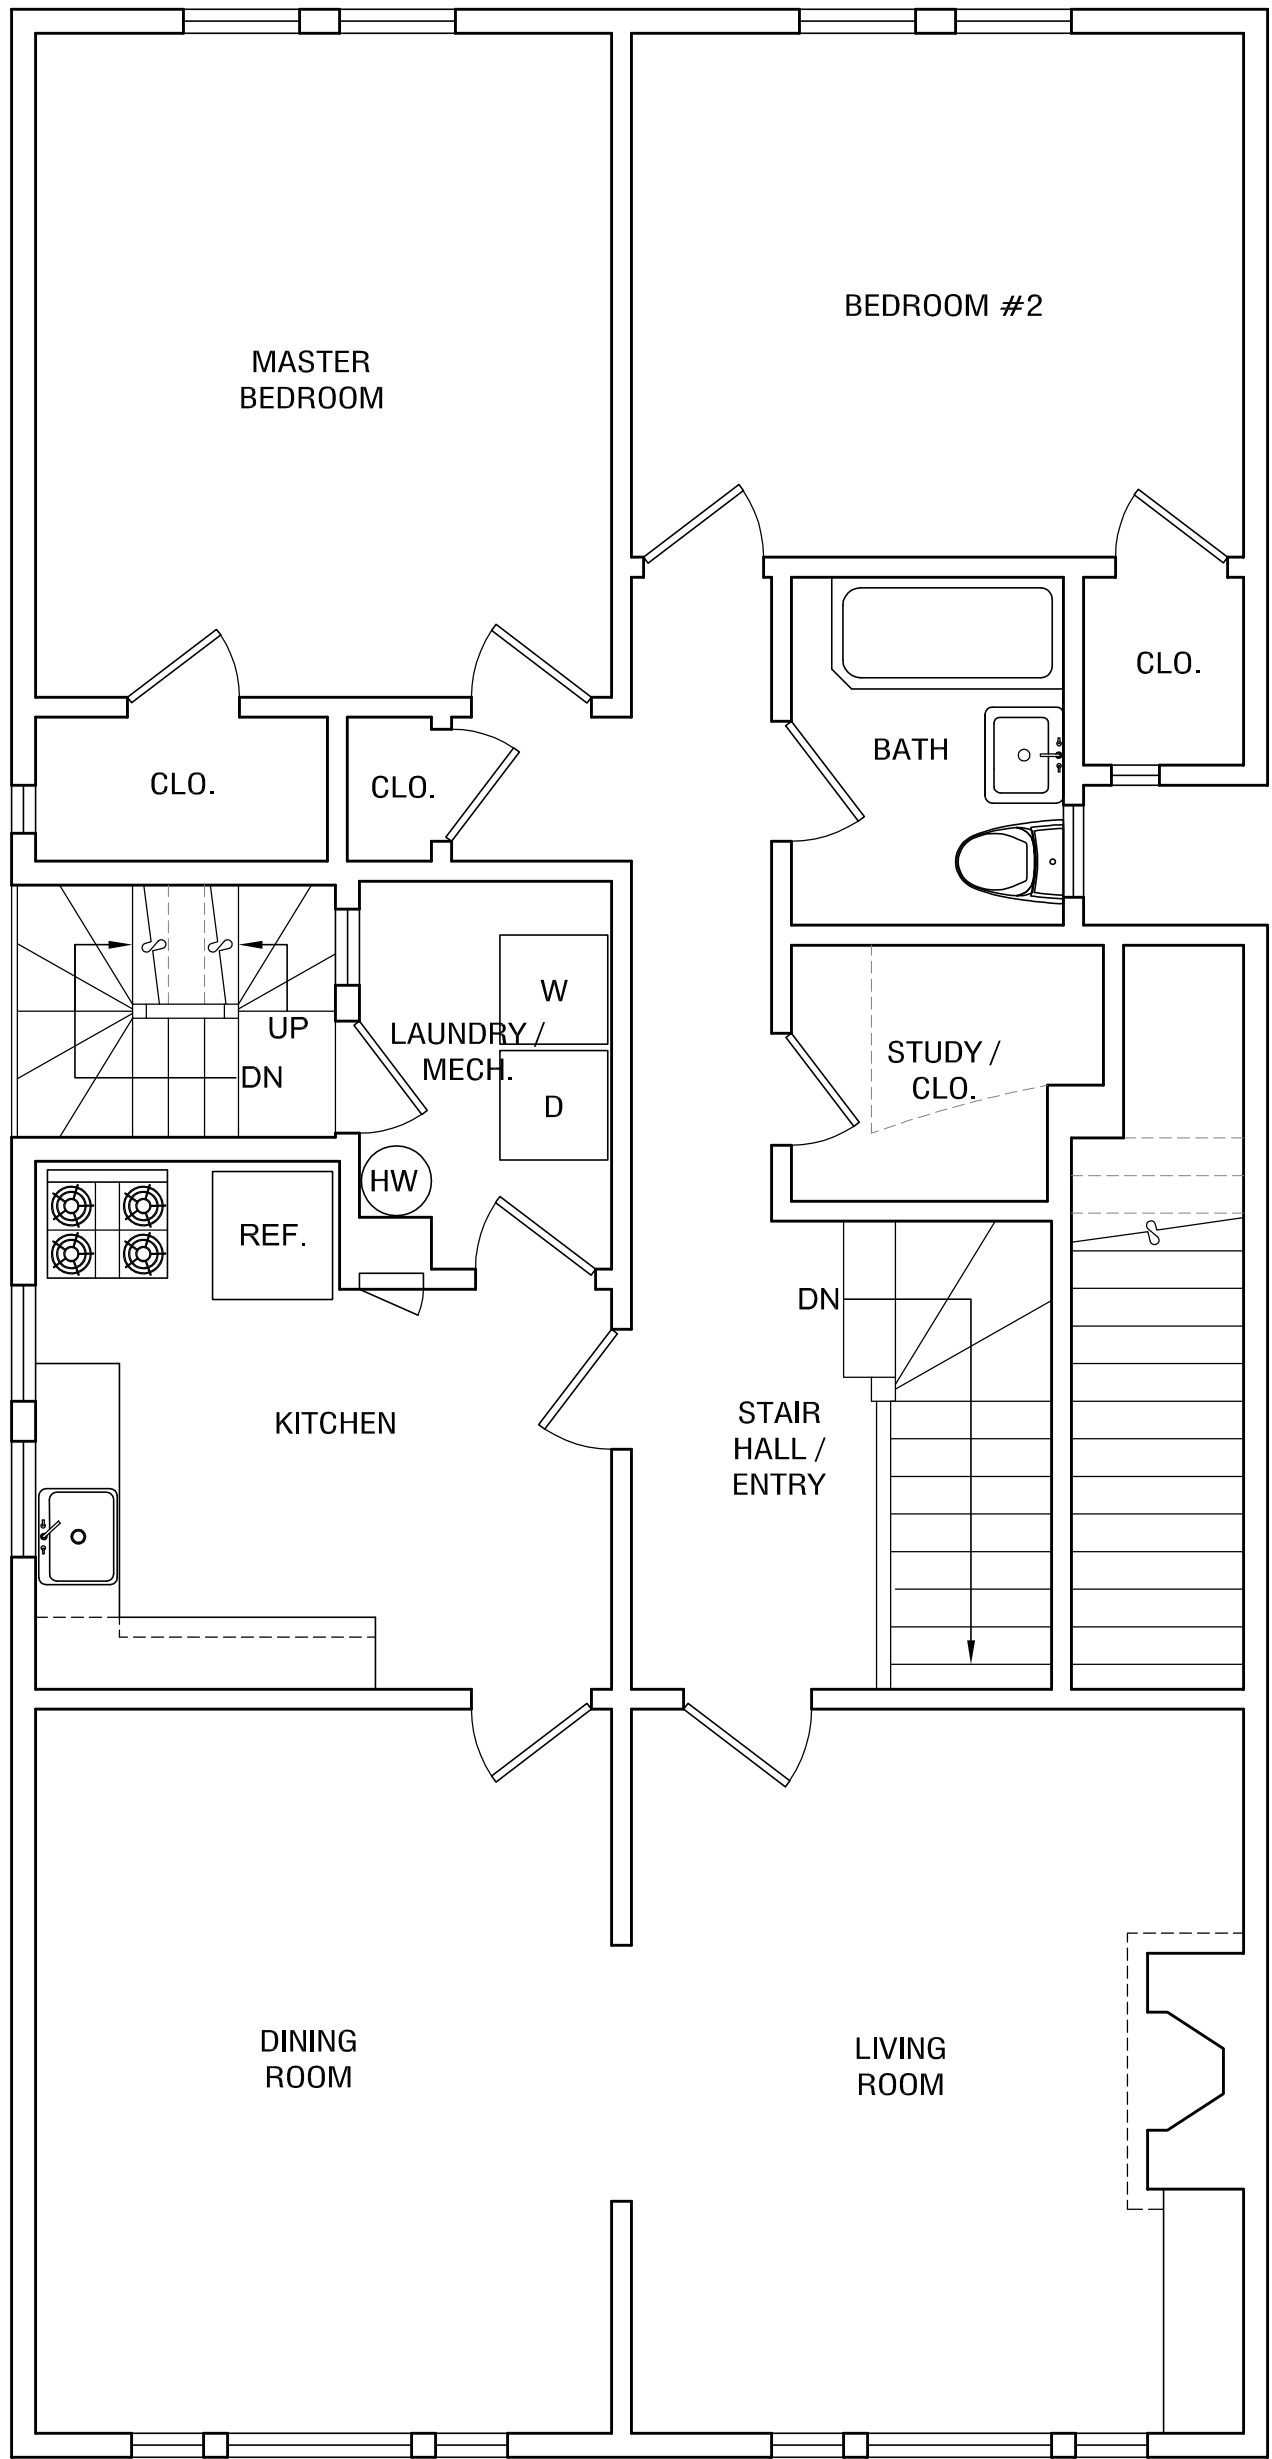 BEDROOM #2
MASTER
BEDROOM
CLO.
BATH
CLO.
CLO.
W
UP
LAUNDRY /
MECH.
STUDY /
CLO.
DN
D
HW
REF.
DN
KITCHEN
STAIR
HALL /
ENTRY
DINING
ROOM
LIVING
ROOM